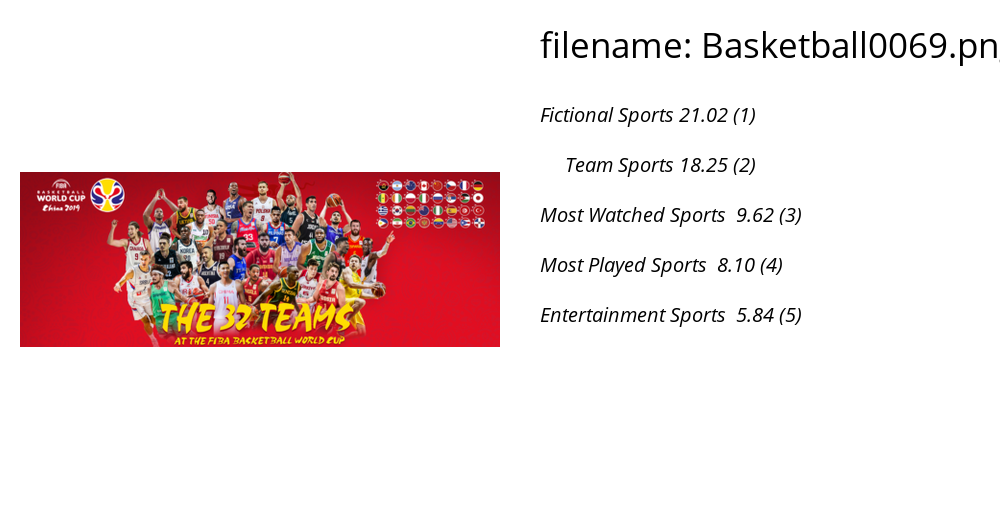 filename: Basketball0069.pn
Fictional Sports 21.02 (1)
Team Sports 18.25 (2)
Most Watched Sports 9.62 (3)
Most Played Sports 8.10 (4)
Entertainment Sports 5.84 (5)
FIBA
BASKETBALL
WORLD CUP
China 2019
THE 32 TEAMS
AT THE FIBA BASKETBALL WORLD CUP